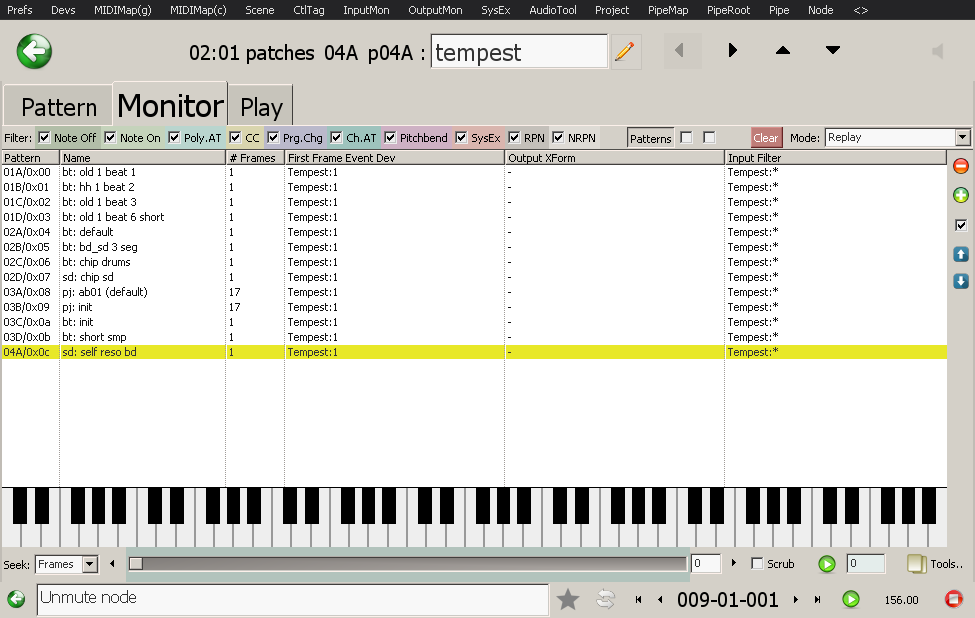 Prefs Devs MIDIMap(g) MIDIMap(c) Scene CtlTag InputMon OutputMon SysEx AudioTool Project PipeMap PipeRoot Pipe Node <>
02:01 patches 04A p04A : tempest
Pattern Monitor Play
Filter: Note Off Note On Poly.AT CC Prg.Chg Ch.AT Pitchbend SysEx RPN NRPN Patterns Clear Mode: Replay
Pattern Name # Frames First Frame Event Dev Output XForm Input Filter
01A/0x00 bt: old 1 beat 1 1 Tempest:1 - Tempest:*
01B/0x01 bt: hh 1 beat 2 1 Tempest:1 - Tempest:*
01C/0x02 bt: old 1 beat 3 1 Tempest:1 - Tempest:*
01D/0x03 bt: old 1 beat 6 short 1 Tempest:1 - Tempest:*
02A/0x04 bt: default 1 Tempest:1 - Tempest:*
02B/0x05 bt: bd_sd 3 seg 1 Tempest:1 - Tempest:*
02C/0x06 bt: chip drums 1 Tempest:1 - Tempest:*
02D/0x07 sd: chip sd 1 Tempest:1 - Tempest:*
03A/0x08 pj: ab01 (default) 17 Tempest:1 - Tempest:*
03B/0x09 pj: init 17 Tempest:1 - Tempest:*
03C/0x0a bt: init 1 Tempest:1 - Tempest:*
03D/0x0b bt: short smp 1 Tempest:1 - Tempest:*
04A/0x0c sd: self reso bd 1 Tempest:1 - Tempest:*
Seek: Frames 0 Scrub 0 Tools..
Unmute node 009-01-001 156.00